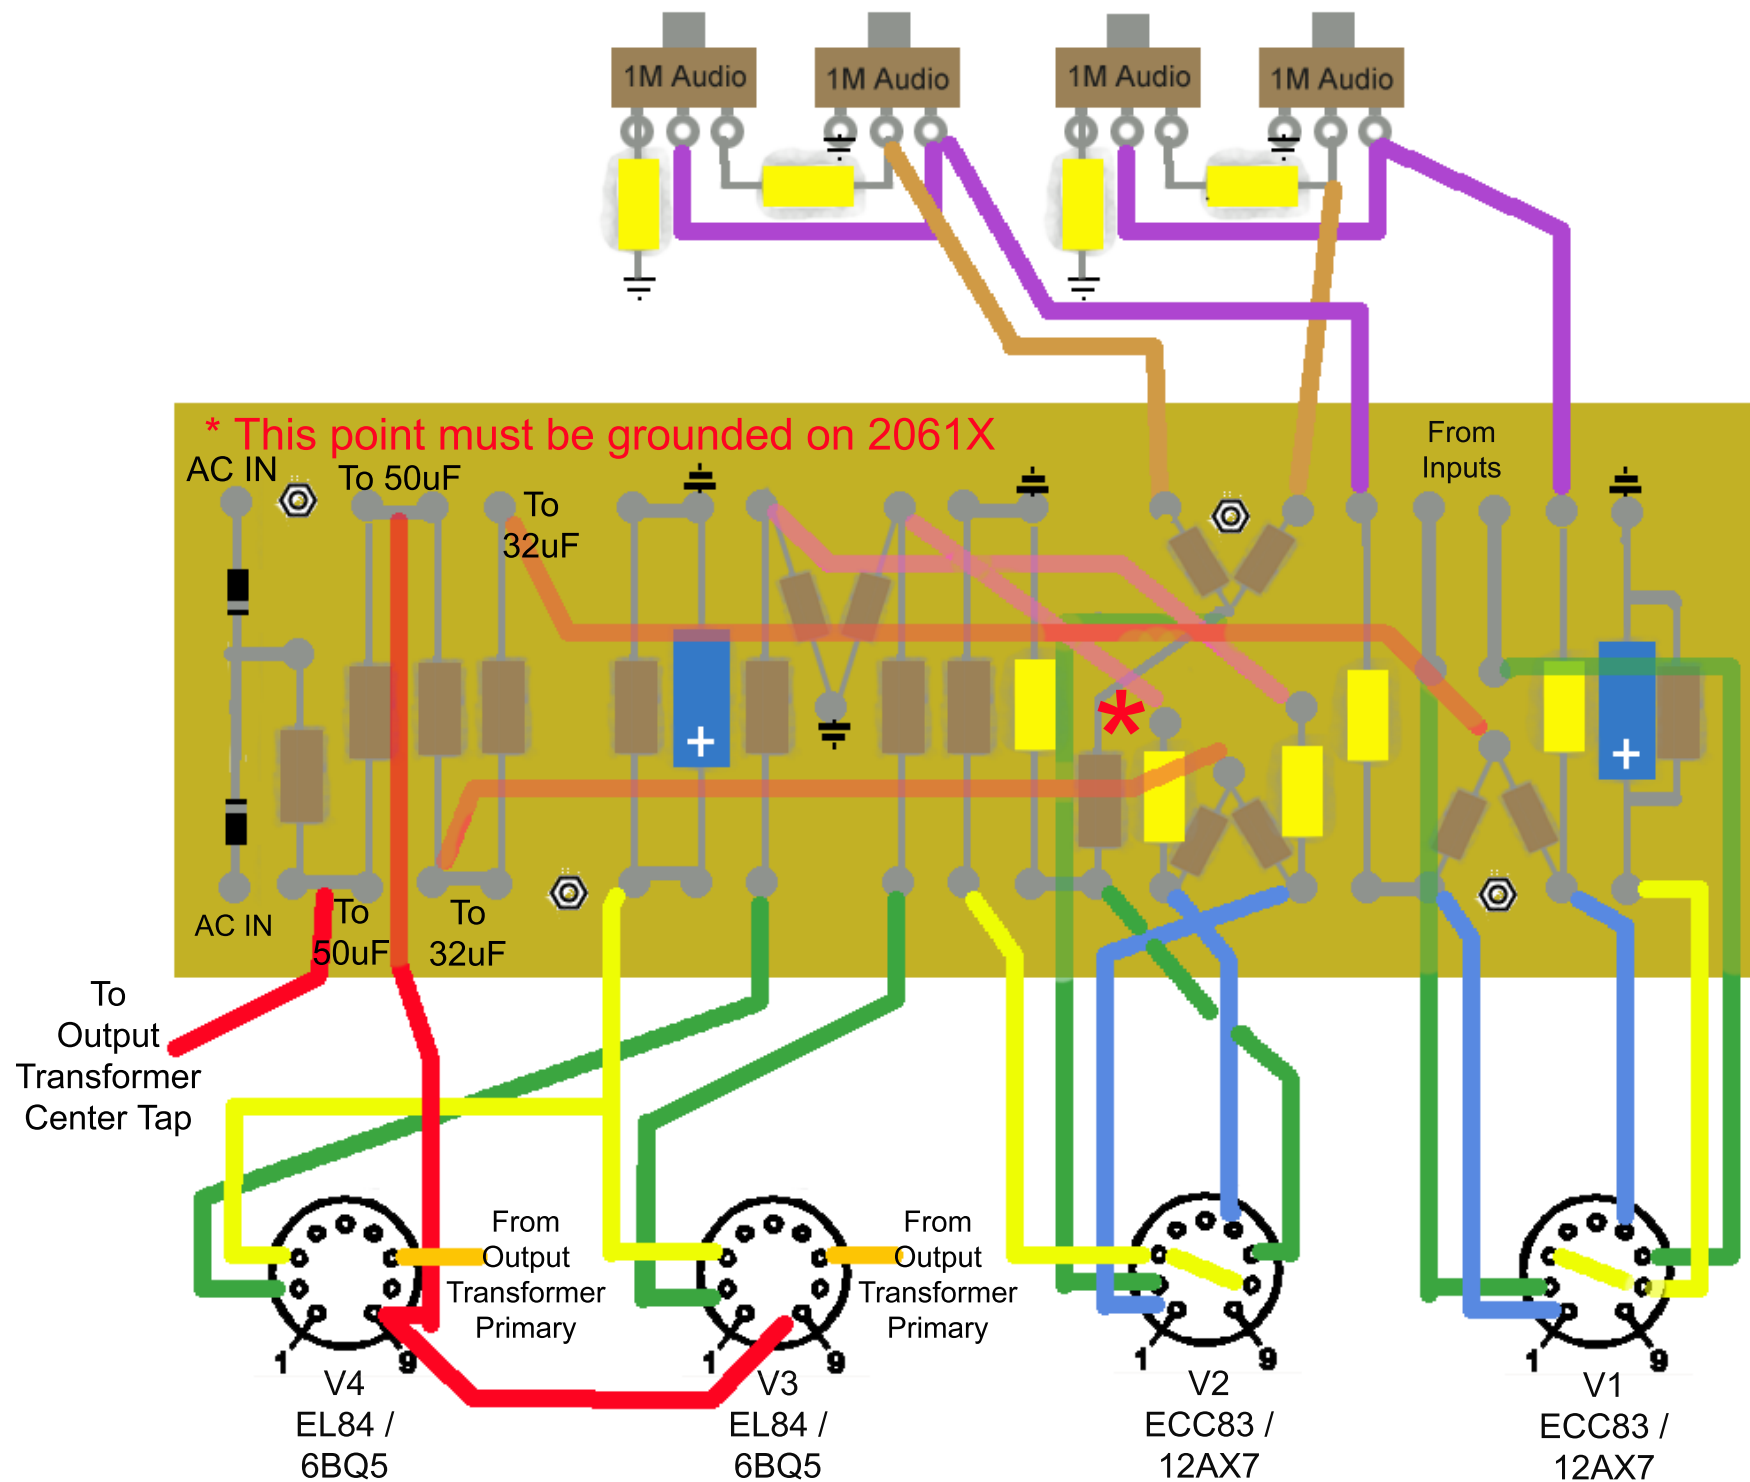 1M Audio
1M Audio
1M Audio
1M Audio
* This point must be grounded on 2061X
From
Inputs
AC IN
To 50uF
To
32uF
+
*
+
AC IN
To
50uF
To
32uF
To
Output
Transformer
Center Tap
From
Output
Transformer
Primary
From
Output
Transformer
Primary
1
9
V4
EL84 /
6BQ5
1
9
V3
EL84 /
6BQ5
1
9
V2
ECC83 /
12AX7
1
9
V1
ECC83 /
12AX7